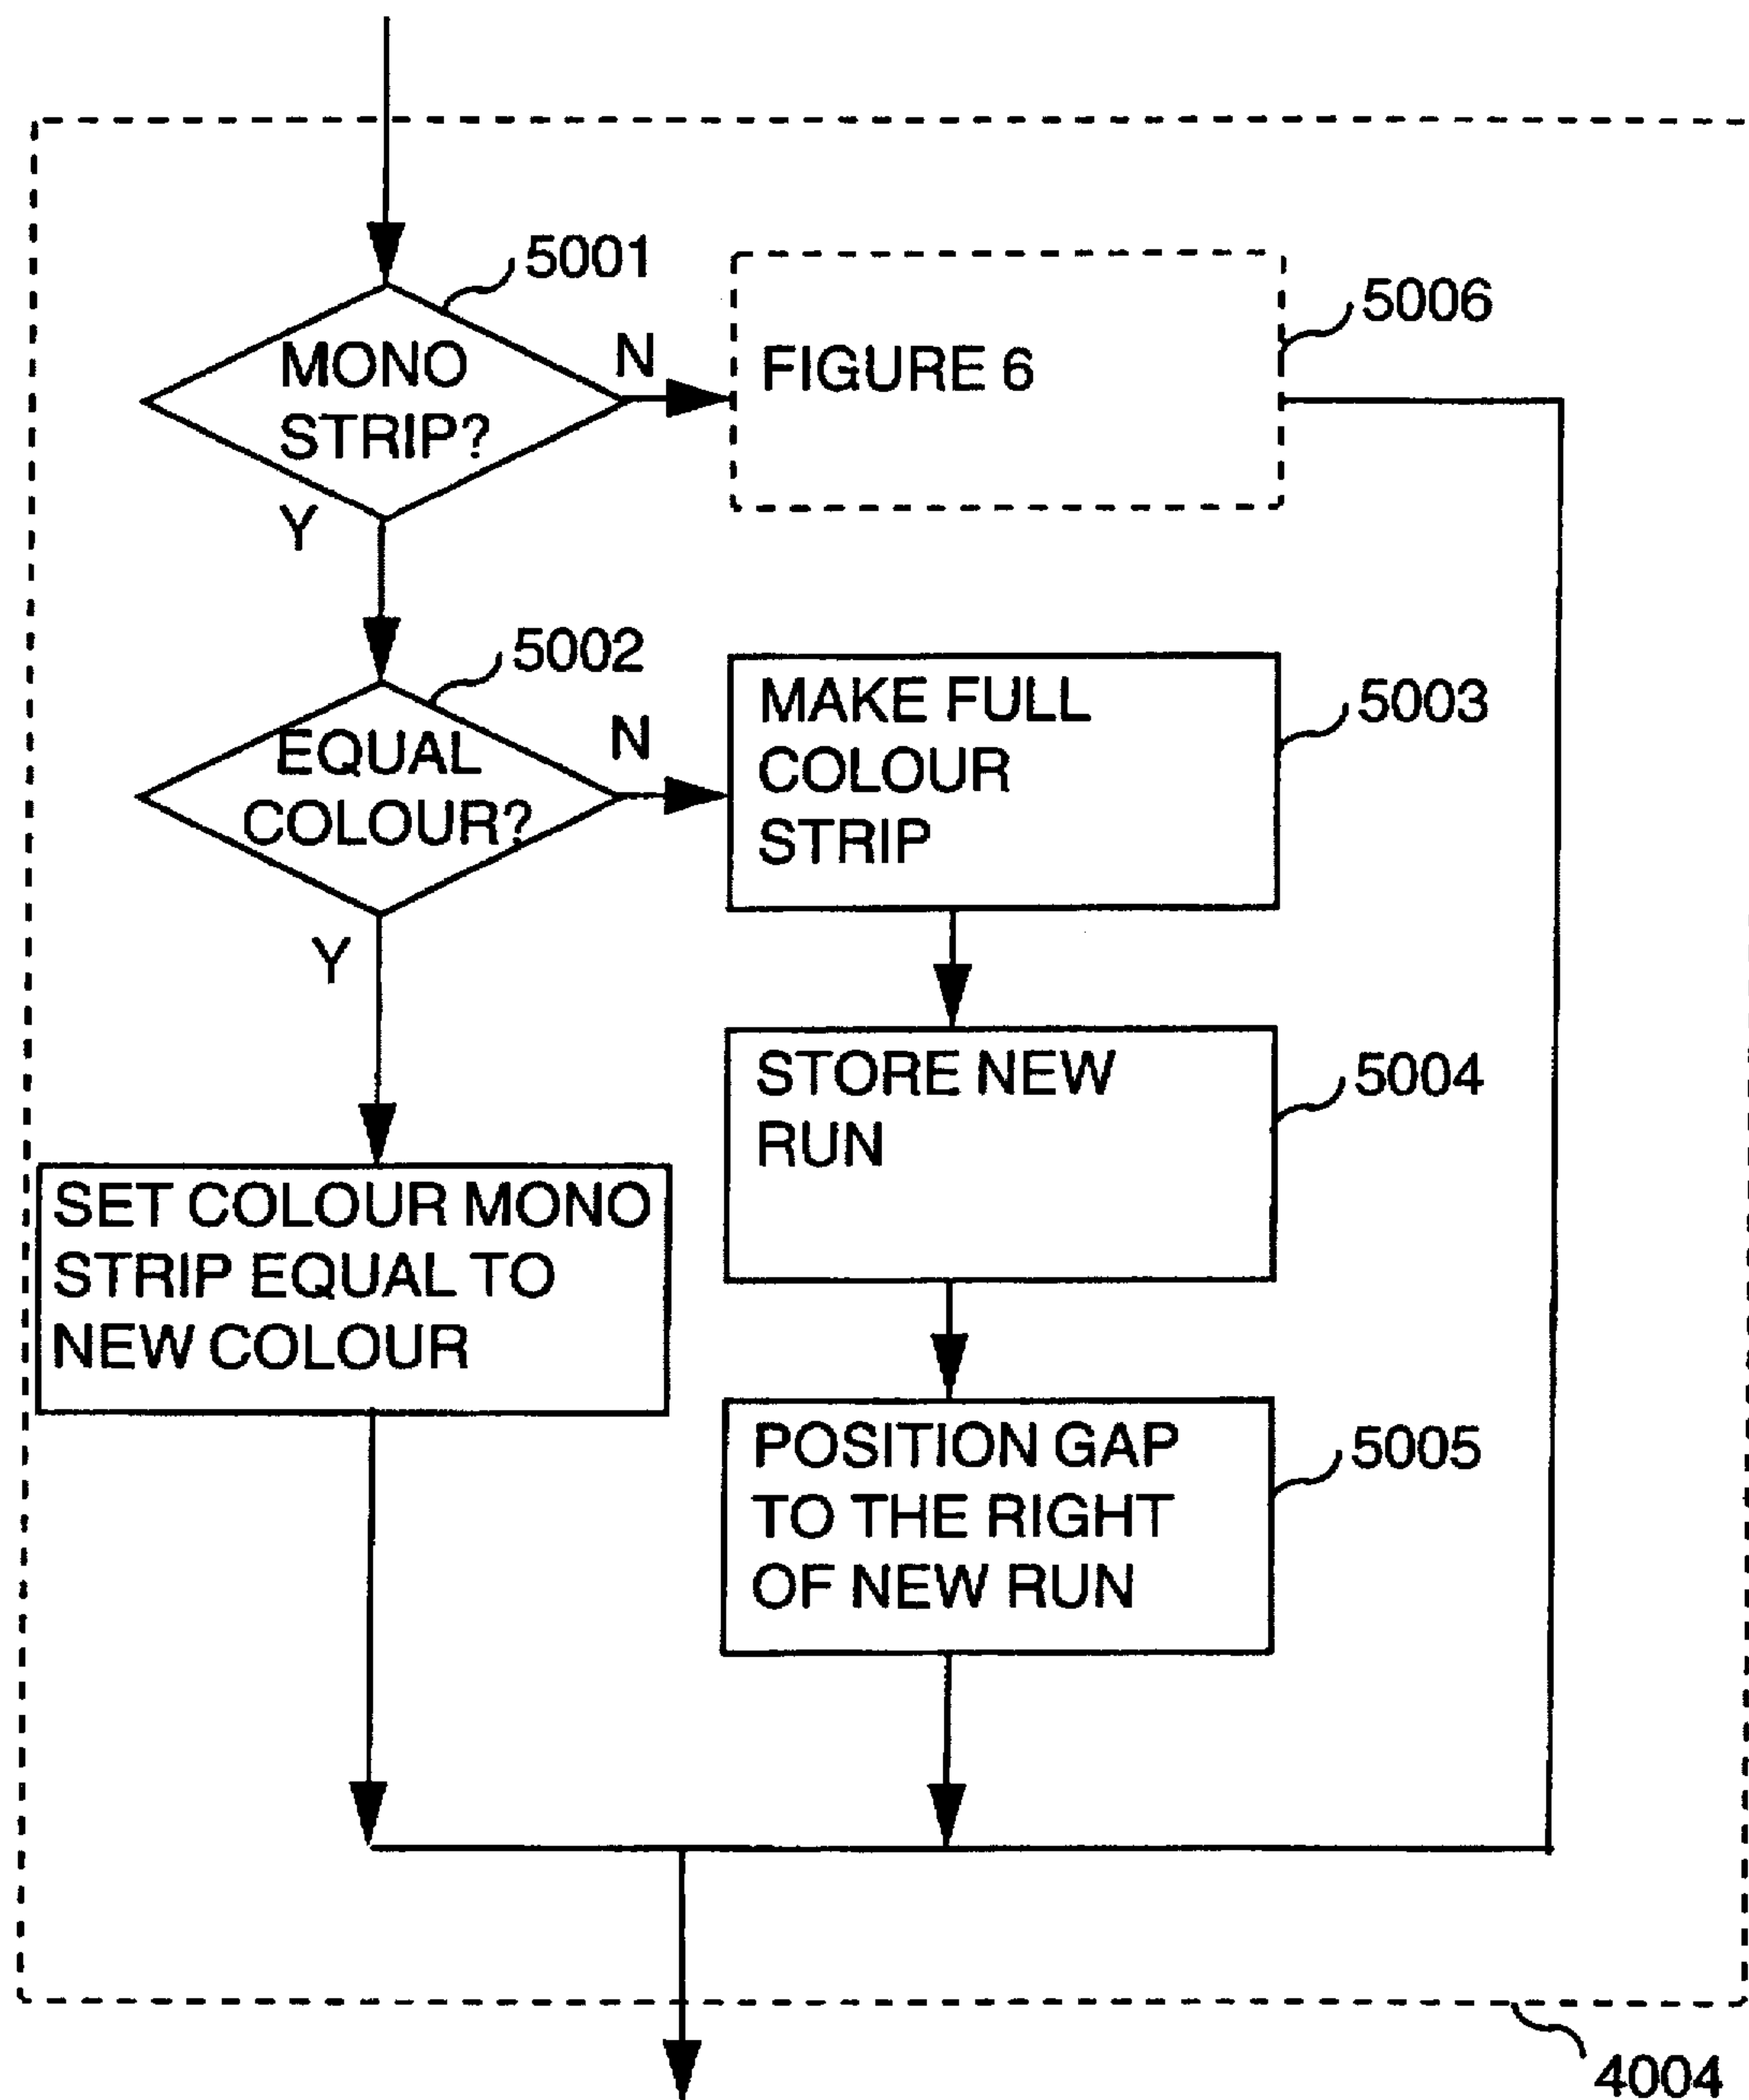 5001
MONO
STRIP?
N
Y
FIGURE 6
5006
5002
EQUAL
COLOUR?
N
Y
MAKE FULL
COLOUR
STRIP
5003
STORE NEW
RUN
5004
SET COLOUR MONO
STRIP EQUAL TO
NEW COLOUR
POSITION GAP
TO THE RIGHT
OF NEW RUN
5005
4004